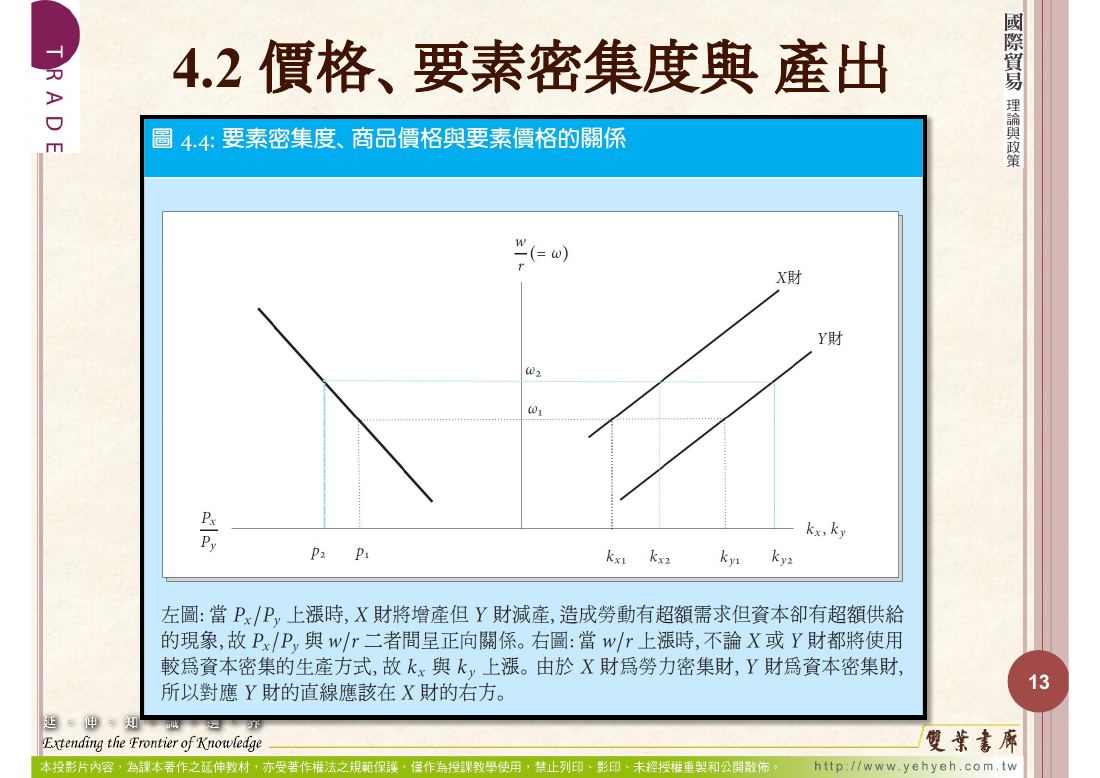 TRADE
國際貿易 理論與政策
4.2 價格、要素密集度與 產出
圖 4.4: 要素密集度、商品價格與要素價格的關係
w/r (= ω)
X財
Y財
ω₂
ω₁
Pₓ/Pᵧ
kₓ, kᵧ
p₂ p₁ kₓ₁ kₓ₂ kᵧ₁ kᵧ₂
左圖: 當 Pₓ/Pᵧ 上漲時, X 財將增產但 Y 財減產, 造成勞動有超額需求但資本卻有超額供給
的現象, 故 Pₓ/Pᵧ 與 w/r 二者間呈正向關係。右圖: 當 w/r 上漲時, 不論 X 或 Y 財都將使用
較為資本密集的生產方式, 故 kₓ 與 kᵧ 上漲。由於 X 財為勞力密集財, Y 財為資本密集財,
所以對應 Y 財的直線應該在 X 財的右方。
13
延．伸．知．識．邊．界
Extending the Frontier of Knowledge
雙葉書廊
本投影片內容，為課本著作之延伸教材，亦受著作權法之規範保護，僅作為授課教學使用，禁止列印、影印、未經授權重製和公開散佈。
http://www.yehyeh.com.tw